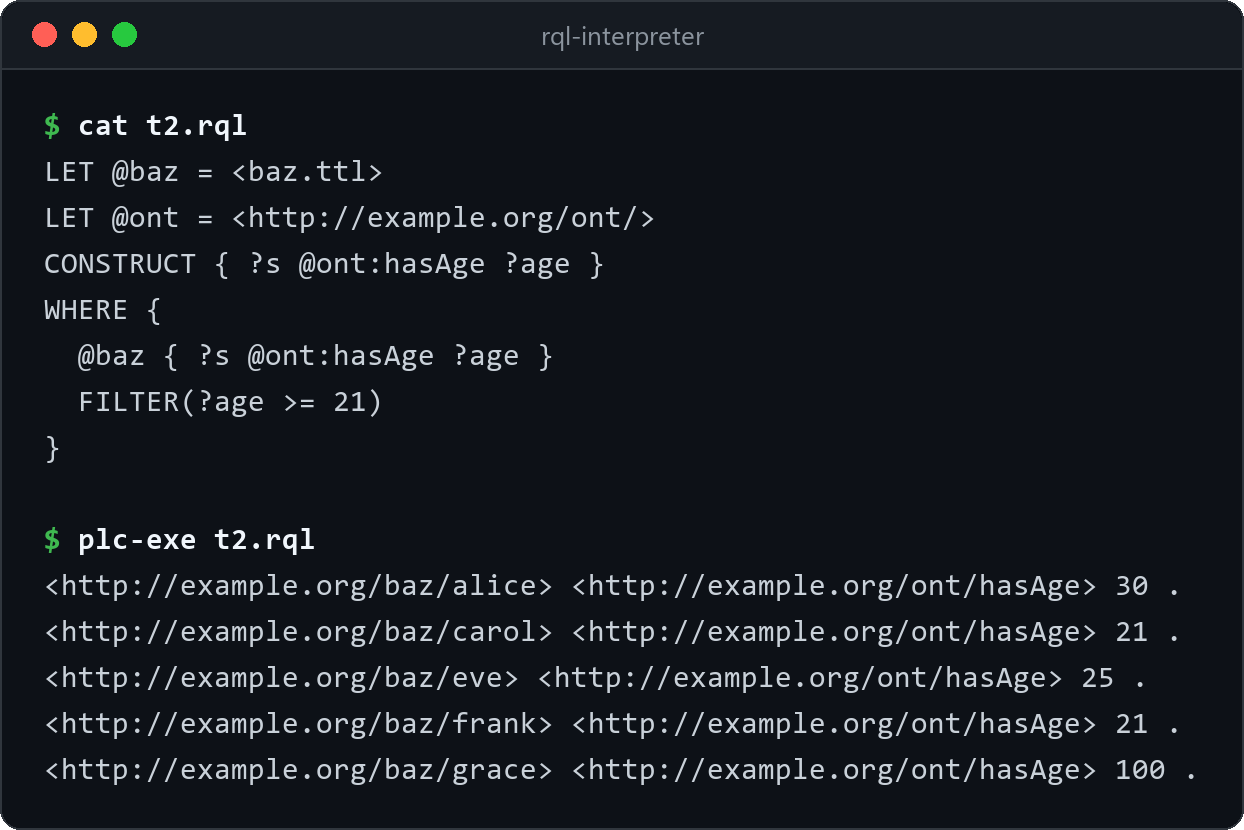 rql-interpreter
$ cat t2.rql
LET @baz = <baz.ttl>
LET @ont = <http://example.org/ont/>
CONSTRUCT { ?s @ont:hasAge ?age }
WHERE {
  @baz { ?s @ont:hasAge ?age }
  FILTER(?age >= 21)
}
$ plc-exe t2.rql
<http://example.org/baz/alice> <http://example.org/ont/hasAge> 30 .
<http://example.org/baz/carol> <http://example.org/ont/hasAge> 21 .
<http://example.org/baz/eve> <http://example.org/ont/hasAge> 25 .
<http://example.org/baz/frank> <http://example.org/ont/hasAge> 21 .
<http://example.org/baz/grace> <http://example.org/ont/hasAge> 100 .